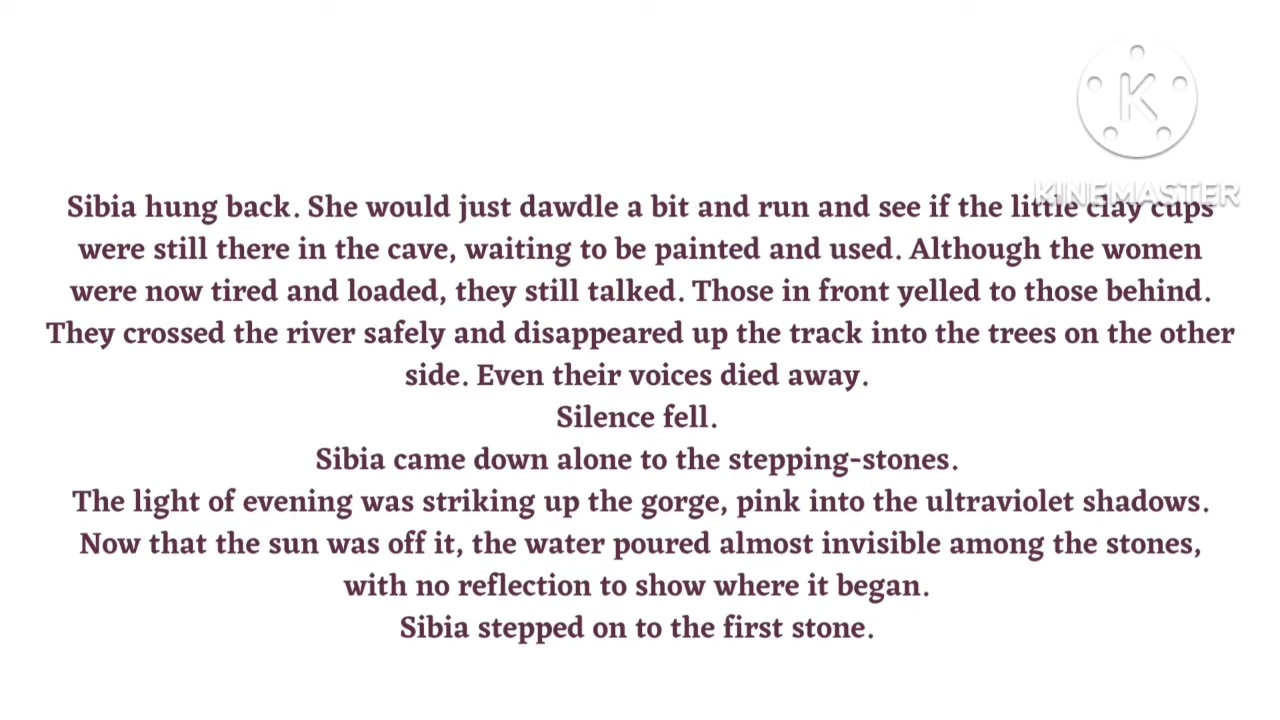 K
KINEMASTER
Sibia hung back. She would just dawdle a bit and run and see if the little clay cups
were still there in the cave, waiting to be painted and used. Although the women
were now tired and loaded, they still talked. Those in front yelled to those behind.
They crossed the river safely and disappeared up the track into the trees on the other
side. Even their voices died away.
Silence fell.
Sibia came down alone to the stepping-stones.
The light of evening was striking up the gorge, pink into the ultraviolet shadows.
Now that the sun was off it, the water poured almost invisible among the stones,
with no reflection to show where it began.
Sibia stepped on to the first stone.